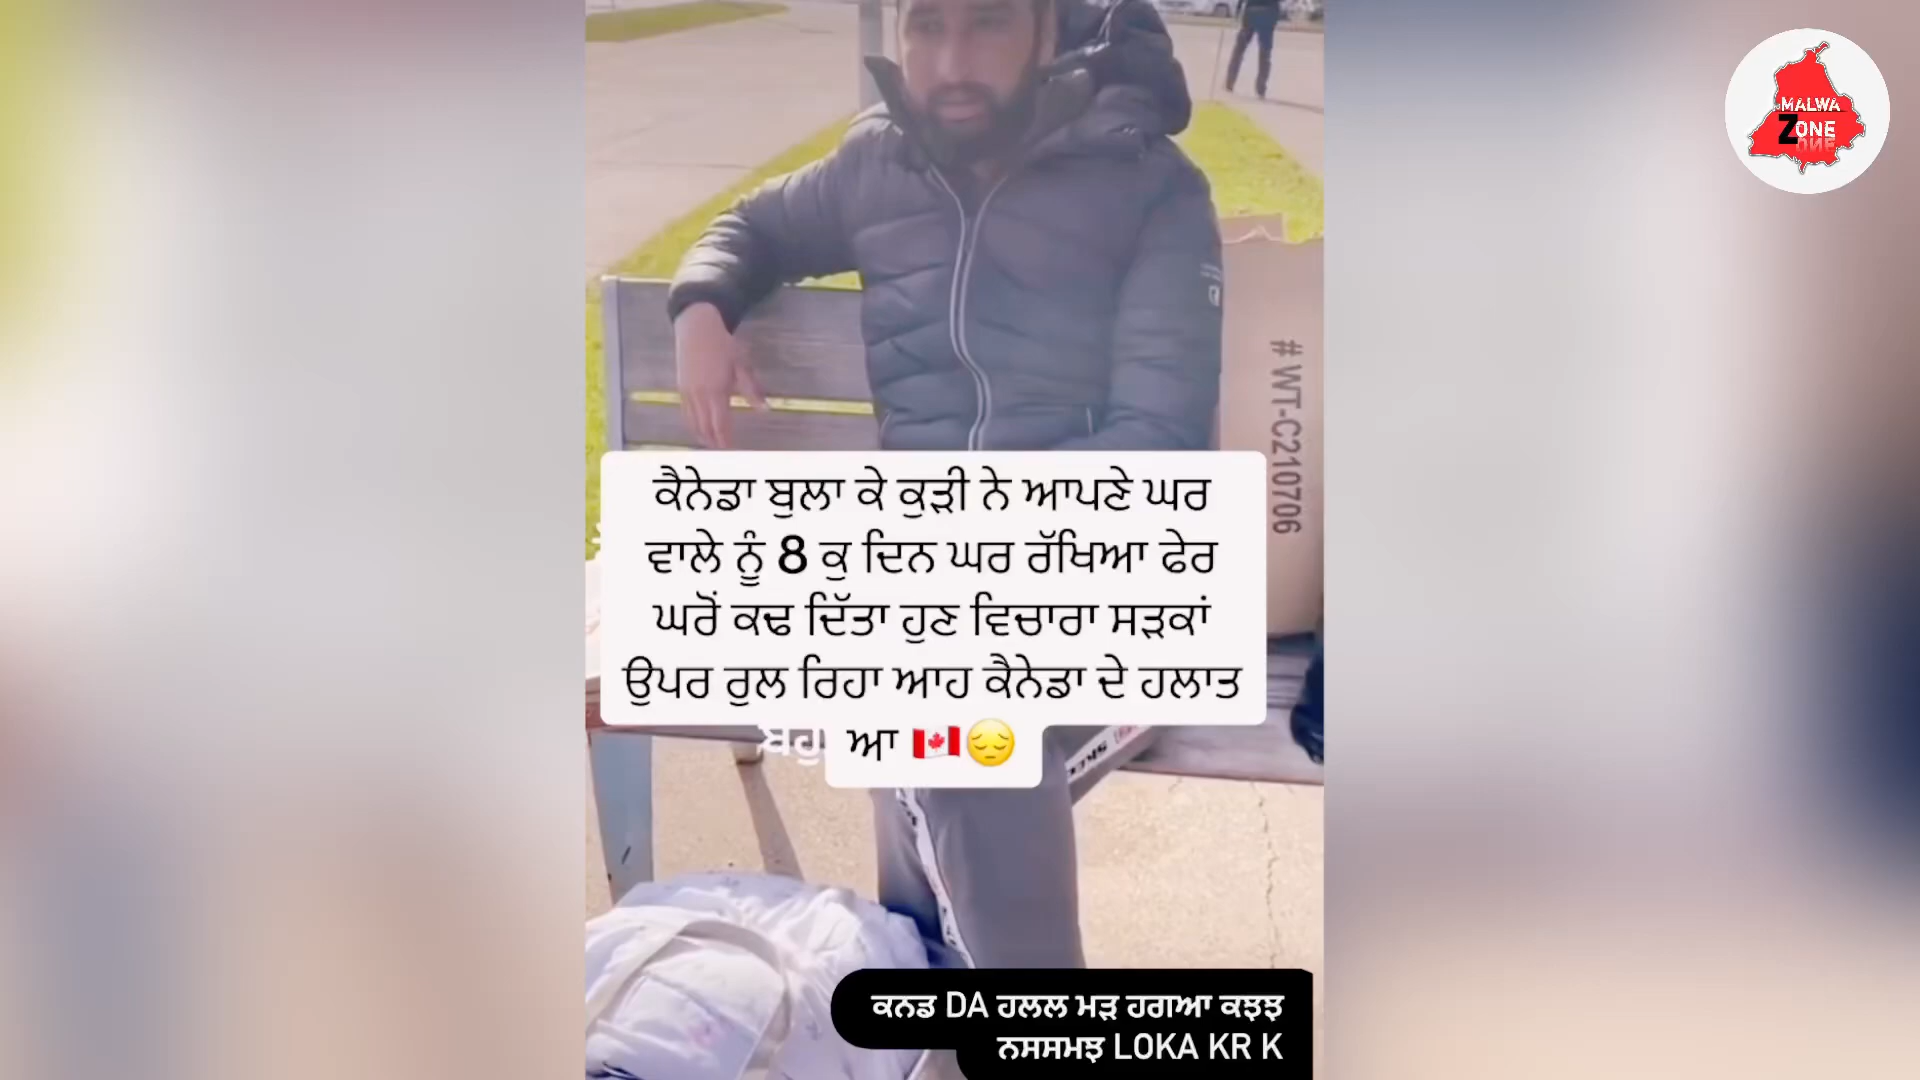 MALWA
ZONE
# WT-C210706
ਕੈਨੇਡਾ ਬੁਲਾ ਕੇ ਕੁੜੀ ਨੇ ਆਪਣੇ ਘਰ
ਵਾਲੇ ਨੂੰ 8 ਕੁ ਦਿਨ ਘਰ ਰੱਖਿਆ ਫੇਰ
ਘਰੋਂ ਕਢ ਦਿੱਤਾ ਹੁਣ ਵਿਚਾਰਾ ਸੜਕਾਂ
ਉਪਰ ਰੁਲ ਰਿਹਾ ਆਹ ਕੈਨੇਡਾ ਦੇ ਹਲਾਤ
ਆ 🇨🇦😔
ਕਨਡ DA ਹਲਲ ਮੜ ਹਗਆ ਕਝਝ
ਨਸਸਮਝ LOKA KR K